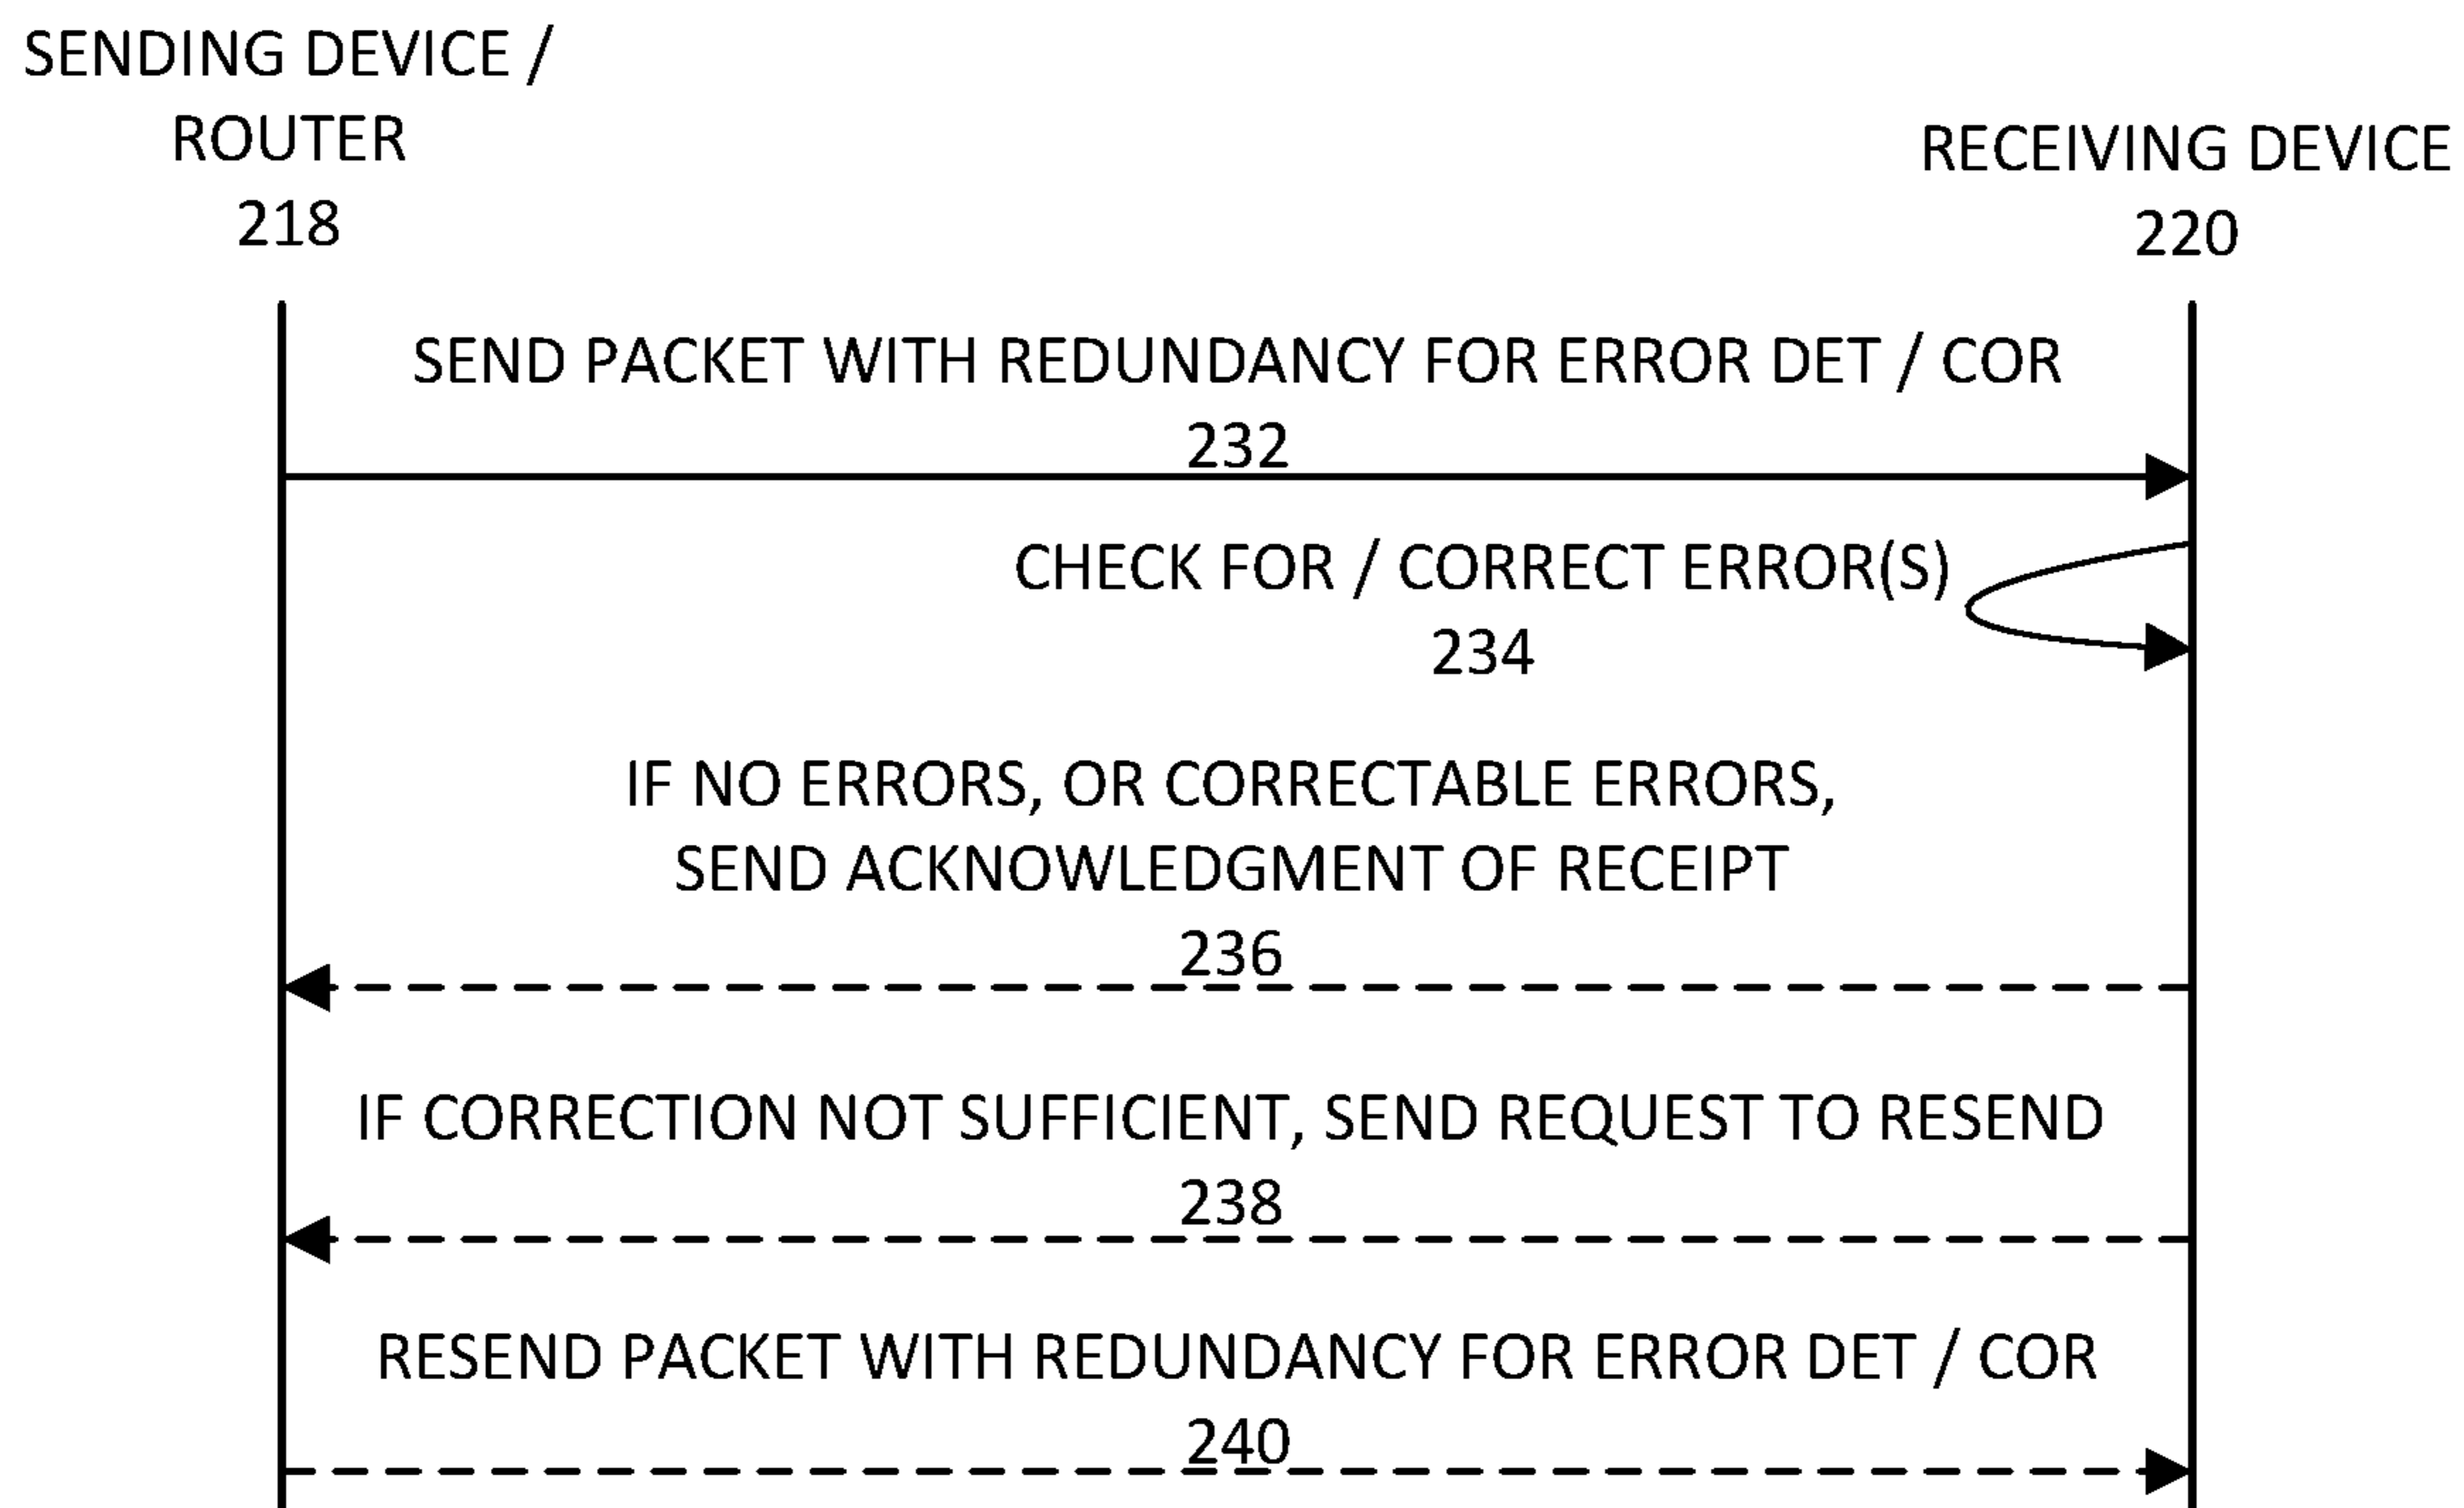 SENDING DEVICE /
ROUTER
218
RECEIVING DEVICE
220
SEND PACKET WITH REDUNDANCY FOR ERROR DET / COR
232
CHECK FOR / CORRECT ERROR(S)
234
IF NO ERRORS, OR CORRECTABLE ERRORS,
SEND ACKNOWLEDGMENT OF RECEIPT
236
IF CORRECTION NOT SUFFICIENT, SEND REQUEST TO RESEND
238
RESEND PACKET WITH REDUNDANCY FOR ERROR DET / COR
240